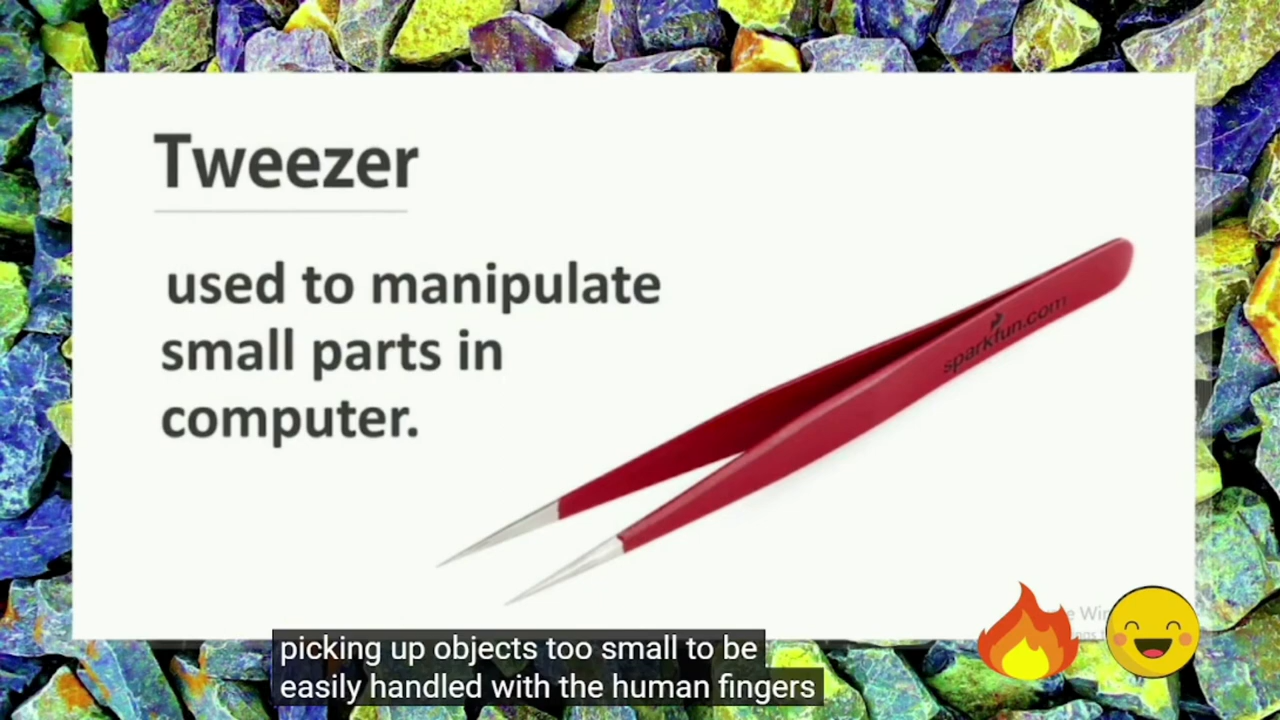 Tweezer
used to manipulate
small parts in
computer.
sparkfun.com
picking up objects too small to be
easily handled with the human fingers